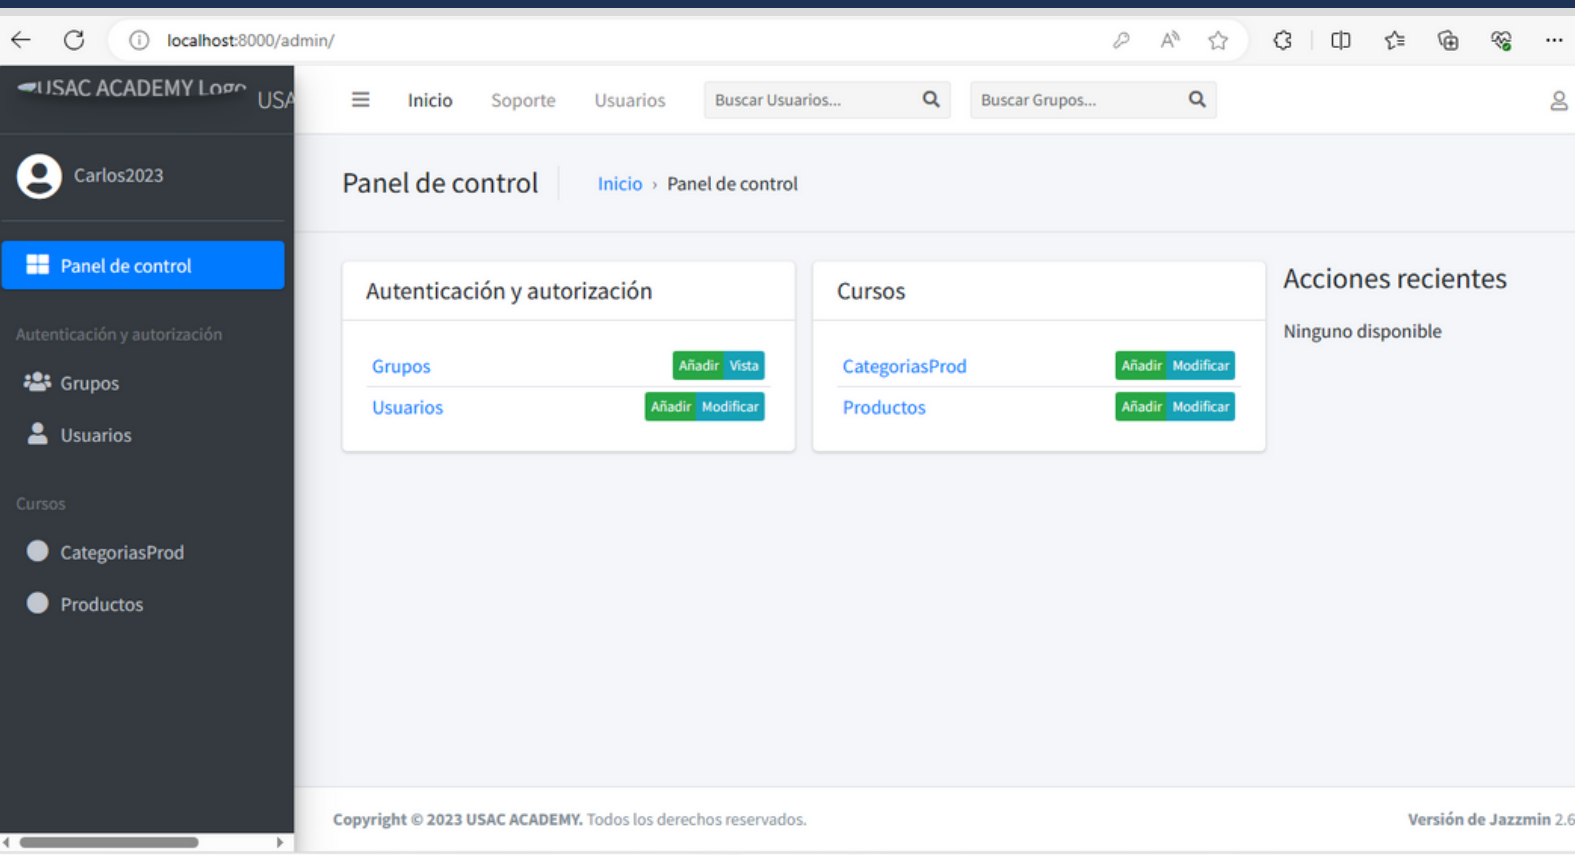 localhost:8000/admin/
USAC ACADEMY Logo USA
Inicio Soporte Usuarios Buscar Usuarios... Buscar Grupos...
Carlos2023
Panel de control Inicio › Panel de control
Panel de control
Autenticación y autorización
Grupos
Usuarios
Cursos
CategoriasProd
Productos
Autenticación y autorización
Grupos Añadir Vista
Usuarios Añadir Modificar
Cursos
CategoriasProd Añadir Modificar
Productos Añadir Modificar
Acciones recientes
Ninguno disponible
Copyright © 2023 USAC ACADEMY. Todos los derechos reservados.
Versión de Jazzmin 2.6